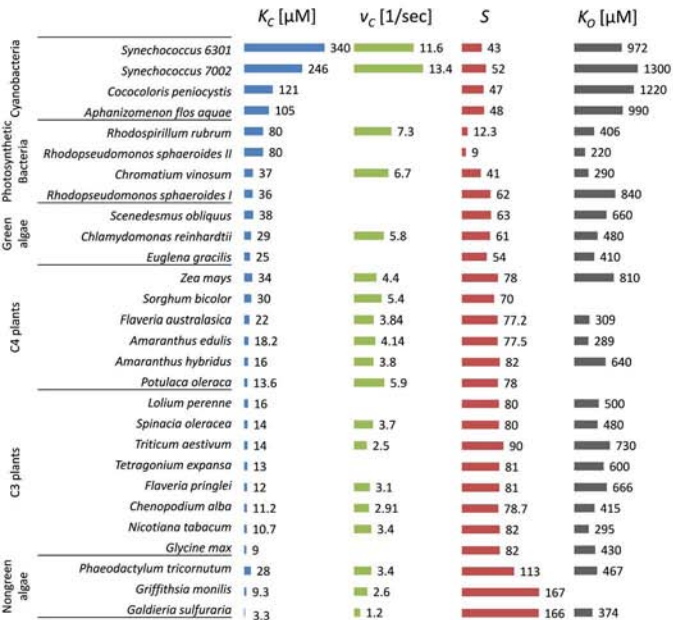 K_C [µM] v_C [1/sec] S K_O [µM]
Cyanobacteria
Synechococcus 6301 340 11.6 43 972
Synechococcus 7002 246 13.4 52 1300
Cococoloris peniocystis 121 47 1220
Aphanizomenon flos aquae 105 48 990
Photosynthetic
Bacteria
Rhodospirillum rubrum 80 7.3 12.3 406
Rhodopseudomonos sphaeroides II 80 9 220
Chromatium vinosum 37 6.7 41 290
Rhodopseudomonos sphaeroides I 36 62 840
Green
algae
Scenedesmus obliquus 38 63 660
Chlamydomonas reinhardtii 29 5.8 61 480
Euglena gracilis 25 54 410
C4 plants
Zea mays 34 4.4 78 810
Sorghum bicolor 30 5.4 70
Flaveria australasica 22 3.84 77.2 309
Amaranthus edulis 18.2 4.14 77.5 289
Amaranthus hybridus 16 3.8 82 640
Potulaca oleraca 13.6 5.9 78
C3 plants
Lolium perenne 16 80 500
Spinacia oleracea 14 3.7 80 480
Triticum aestivum 14 2.5 90 730
Tetragonium expansa 13 81 600
Flaveria pringlei 12 3.1 81 666
Chenopodium alba 11.2 2.91 78.7 415
Nicotiana tabacum 10.7 3.4 82 295
Glycine max 9 82 430
Nongreen
algae
Phaeodactylum tricornutum 28 3.4 113 467
Griffithsia monilis 9.3 2.6 167
Galdieria sulfuraria 3.3 1.2 166 374